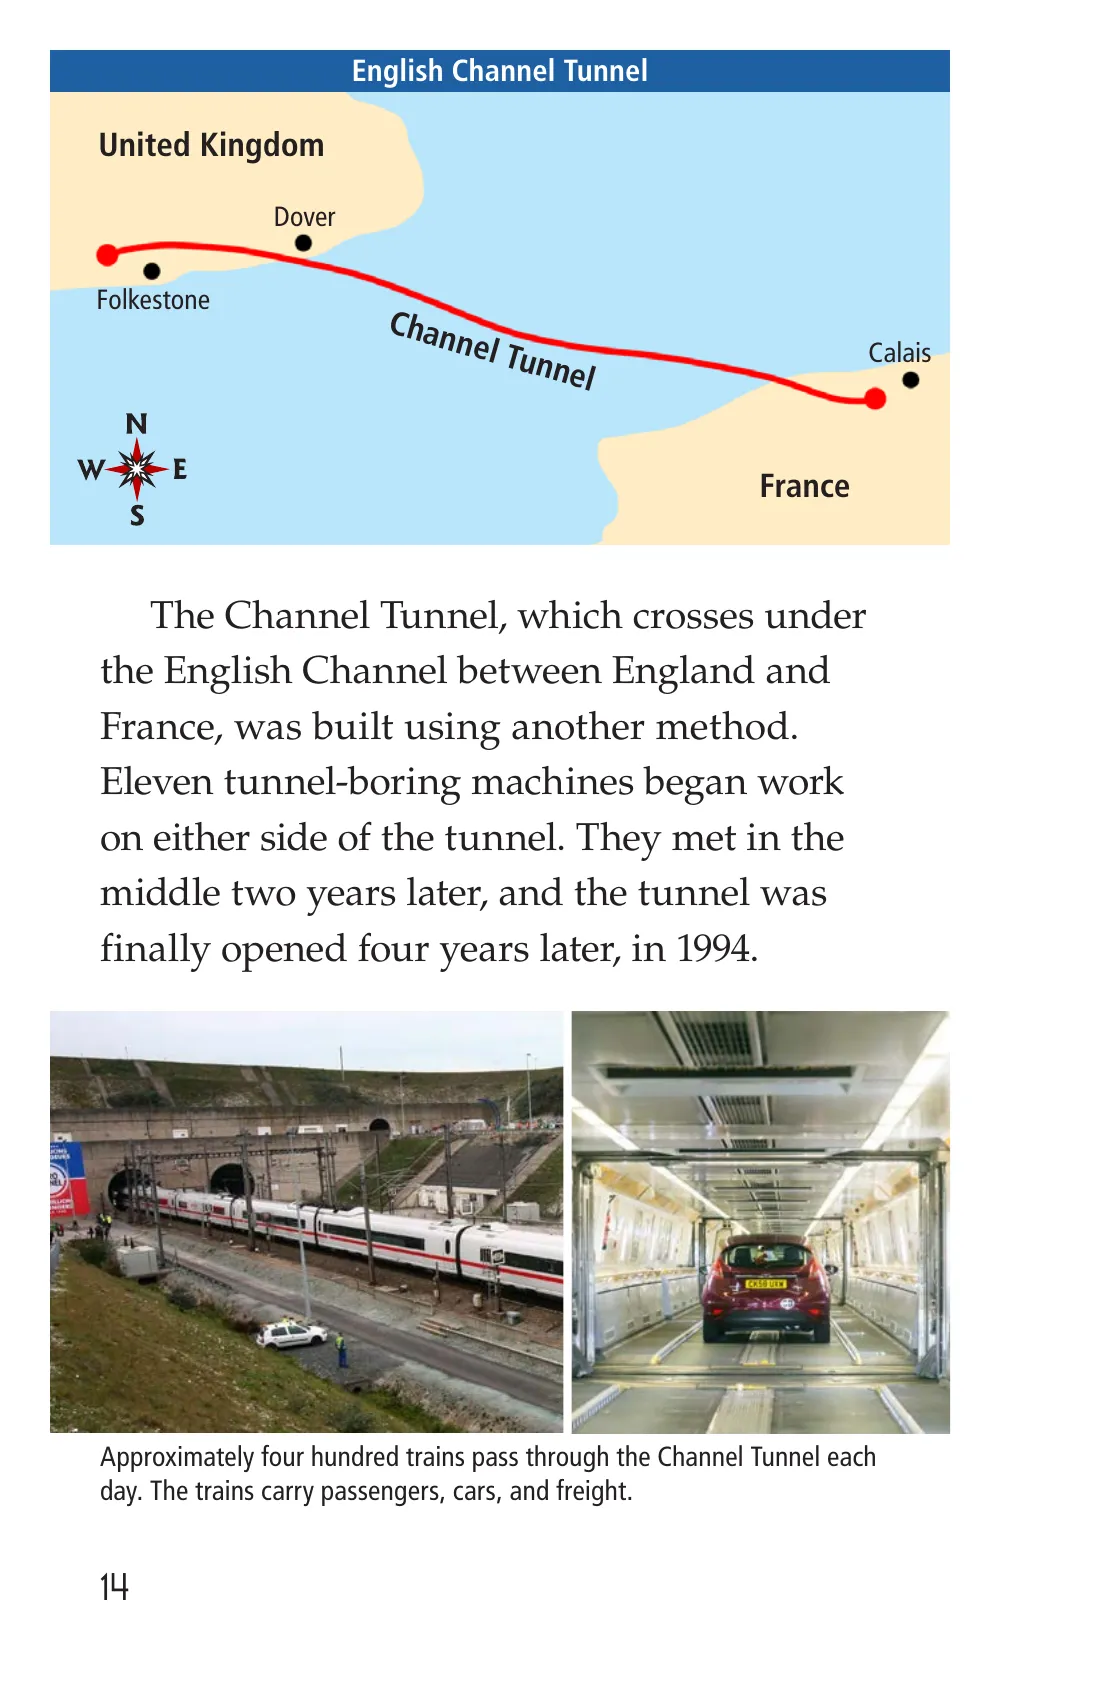 English Channel Tunnel
United Kingdom
Dover
Folkestone
Channel Tunnel
Calais
France
N
W E
S
The Channel Tunnel, which crosses under
the English Channel between England and
France, was built using another method.
Eleven tunnel-boring machines began work
on either side of the tunnel. They met in the
middle two years later, and the tunnel was
finally opened four years later, in 1994.
Approximately four hundred trains pass through the Channel Tunnel each
day. The trains carry passengers, cars, and freight.
14